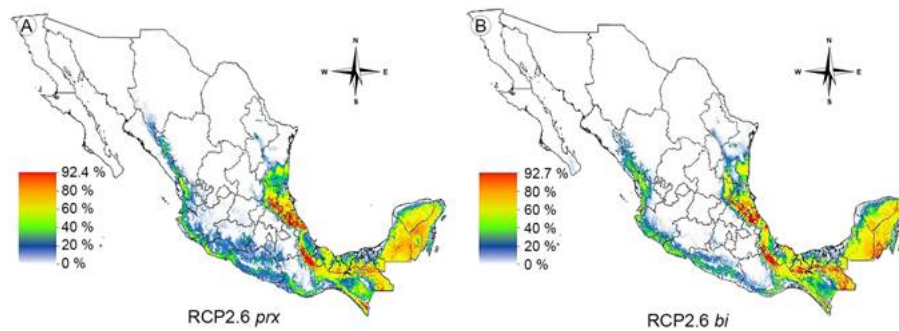 A
N
W E
S
92.4 %
80 %
60 %
40 %
20 %
0 %
RCP2.6 prx
B
N
W E
S
92.7 %
80 %
60 %
40 %
20 %
0 %
RCP2.6 bi